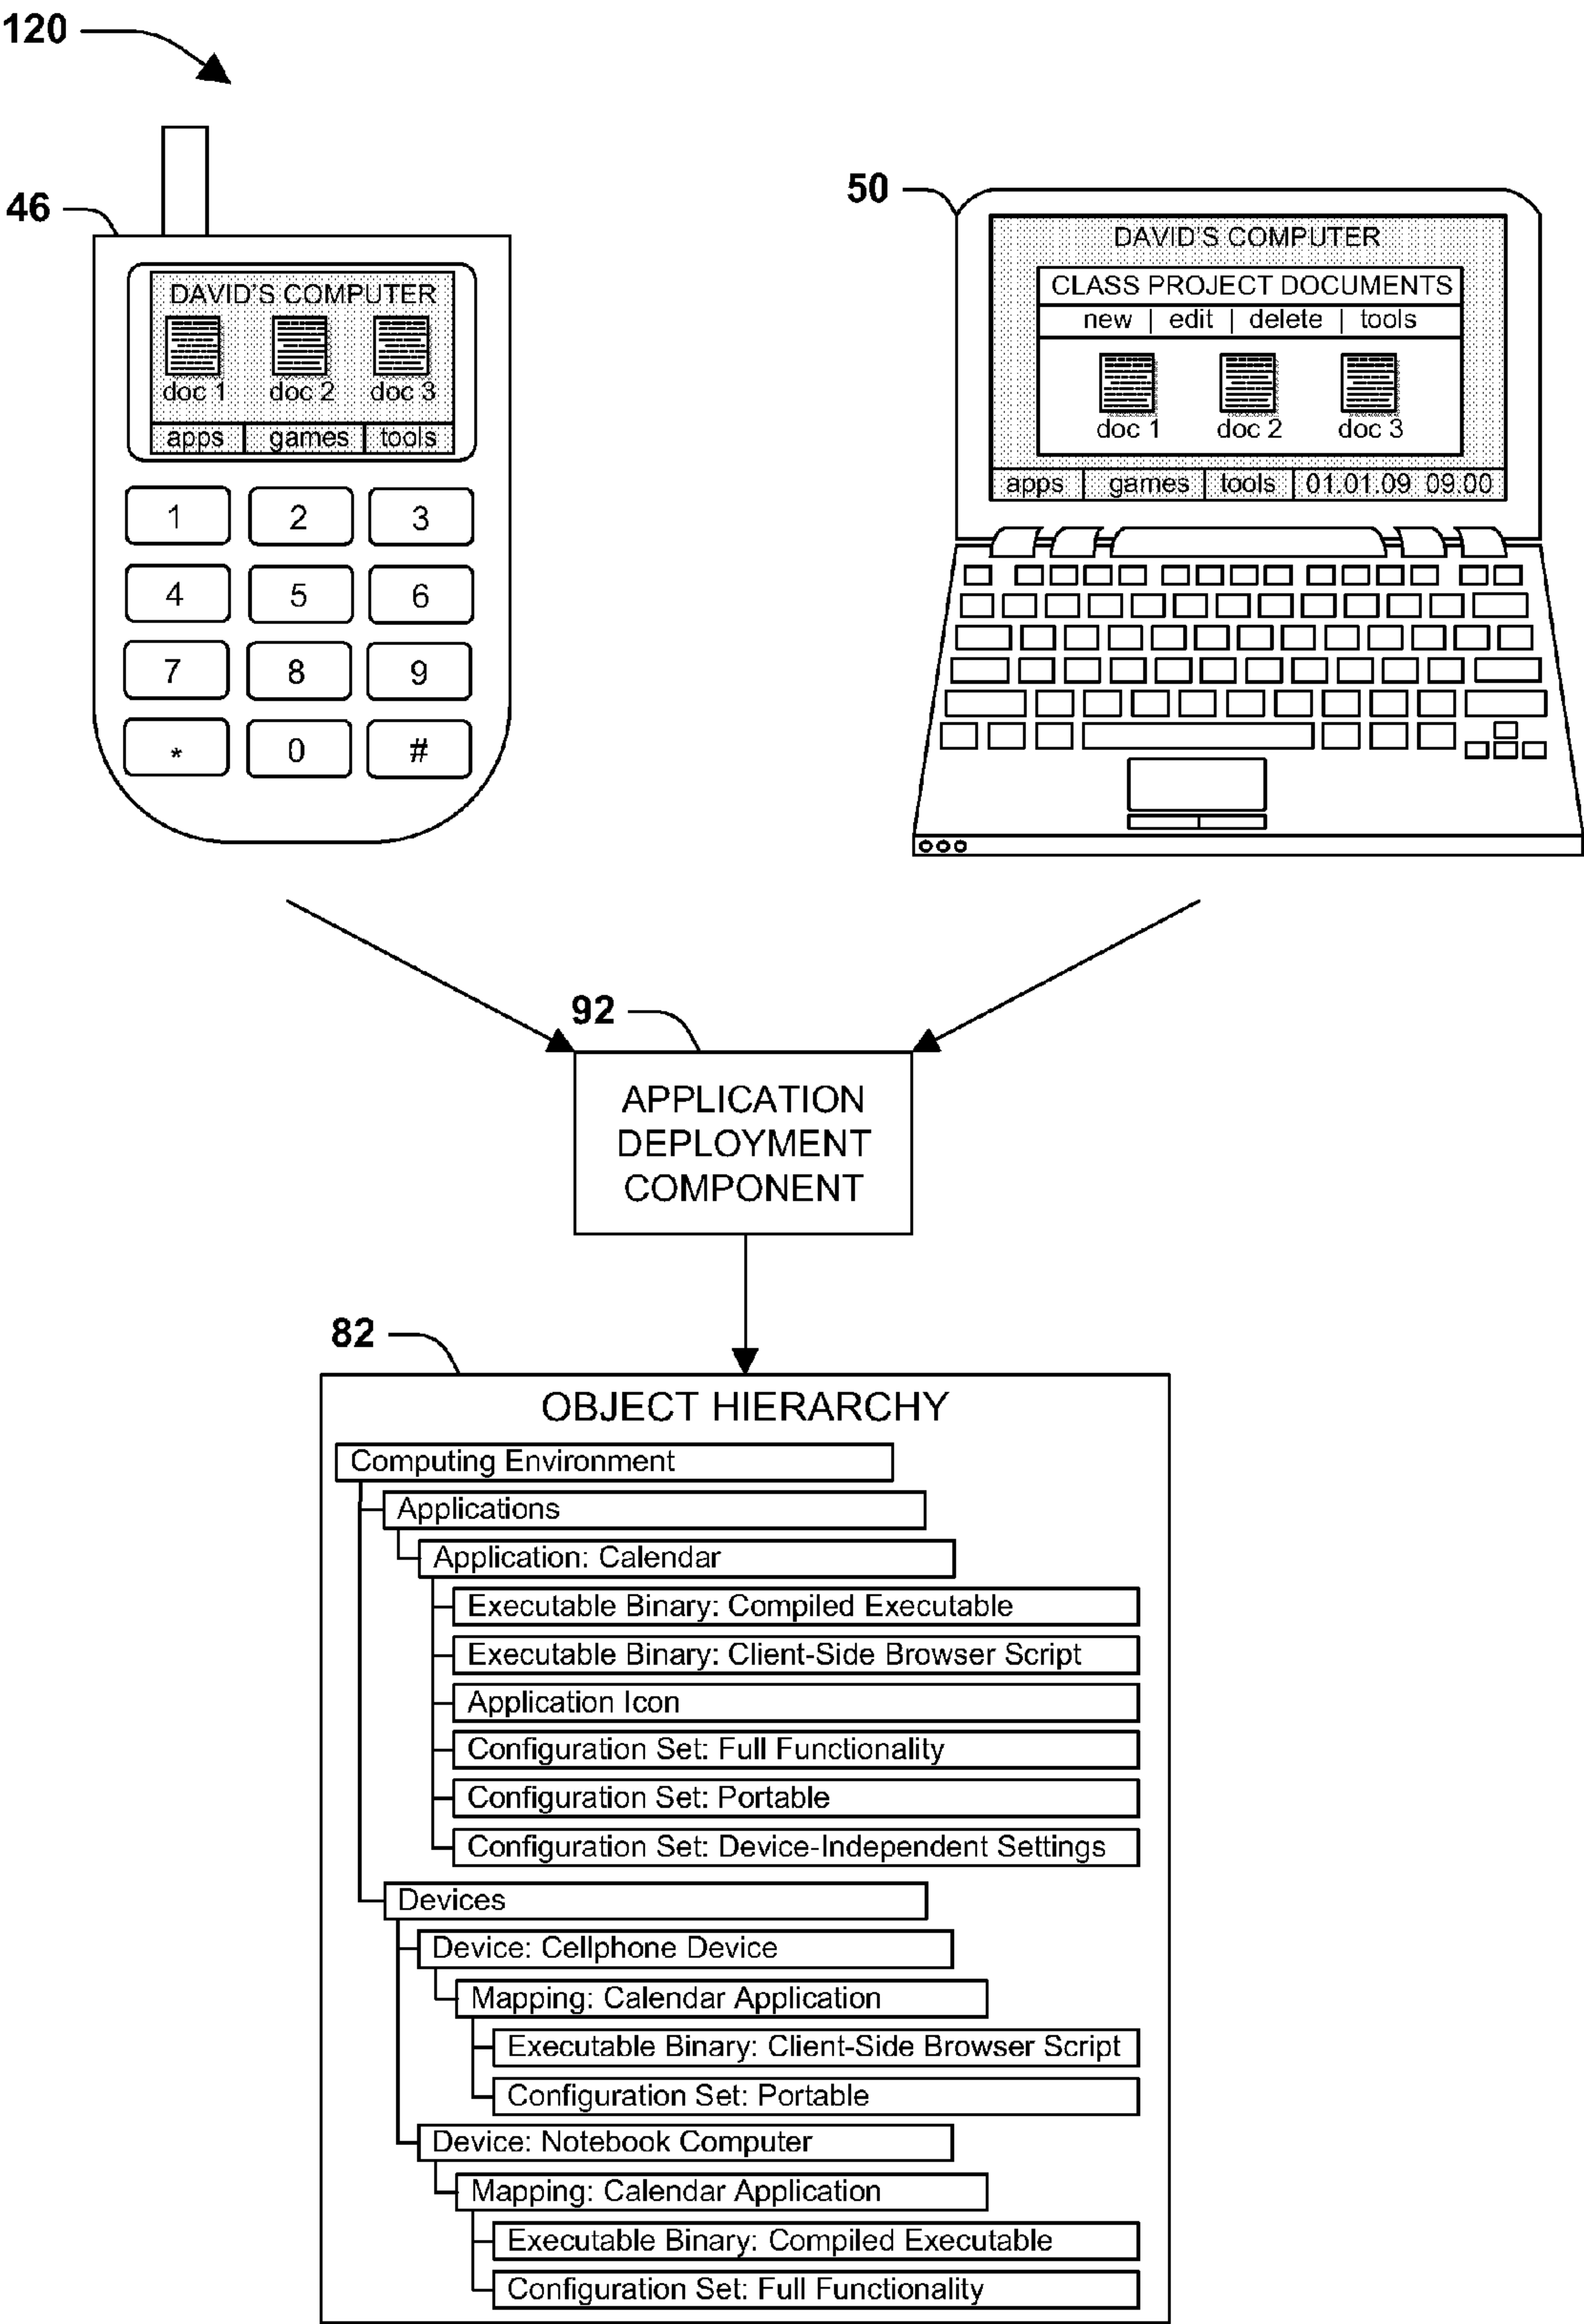 120
46
DAVID'S COMPUTER
doc 1 doc 2 doc 3
apps games tools
1 2 3
4 5 6
7 8 9
* 0 #
50
DAVID'S COMPUTER
CLASS PROJECT DOCUMENTS
new | edit | delete | tools
doc 1 doc 2 doc 3
apps games tools 01.01.09 09:00
92
APPLICATION
DEPLOYMENT
COMPONENT
82
OBJECT HIERARCHY
Computing Environment
Applications
Application: Calendar
Executable Binary: Compiled Executable
Executable Binary: Client-Side Browser Script
Application Icon
Configuration Set: Full Functionality
Configuration Set: Portable
Configuration Set: Device-Independent Settings
Devices
Device: Cellphone Device
Mapping: Calendar Application
Executable Binary: Client-Side Browser Script
Configuration Set: Portable
Device: Notebook Computer
Mapping: Calendar Application
Executable Binary: Compiled Executable
Configuration Set: Full Functionality